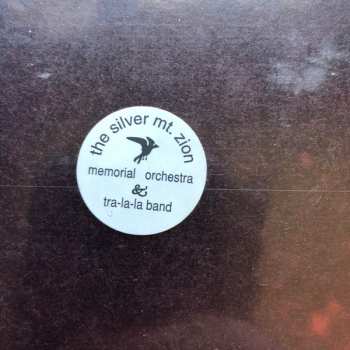 the silver mt. zion
memorial orchestra
&
tra-la-la band